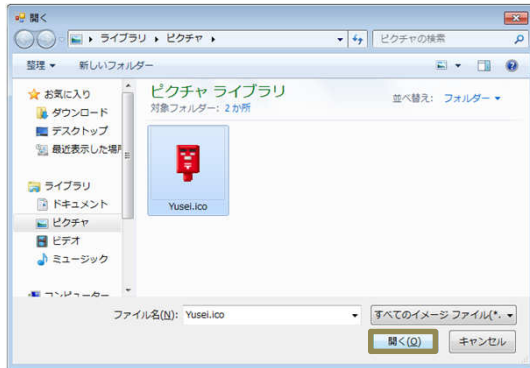 開く
ライブラリ ピクチャ ピクチャの検索
整理 新しいフォルダー
お気に入り
ダウンロード
デスクトップ
最近表示した場所
ライブラリ
ドキュメント
ピクチャ
ビデオ
ミュージック
コンピューター
ピクチャ ライブラリ
対象フォルダー: 2 か所
並べ替え: フォルダー
Yusei.ico
ファイル名(N): Yusei.ico すべてのイメージ ファイル(*.
開く(O) キャンセル